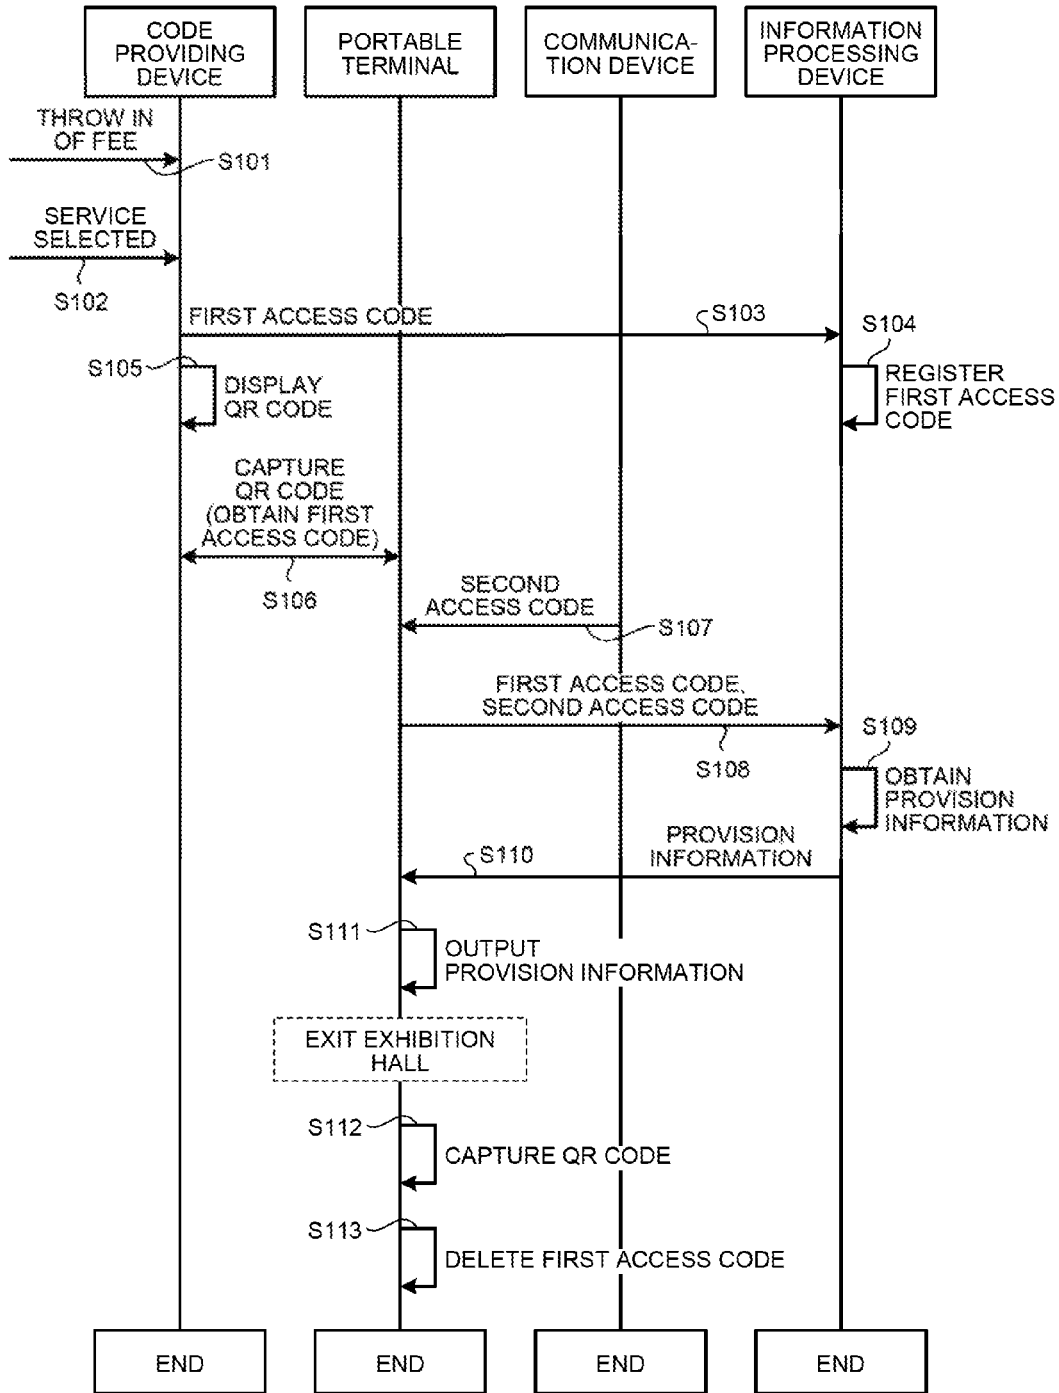 CODE
PROVIDING
DEVICE
PORTABLE
TERMINAL
COMMUNICA-
TION DEVICE
INFORMATION
PROCESSING
DEVICE
THROW IN
OF FEE
S101
SERVICE
SELECTED
S102
FIRST ACCESS CODE
S103
S104
REGISTER
FIRST ACCESS
CODE
S105
DISPLAY
QR CODE
CAPTURE
QR CODE
(OBTAIN FIRST
ACCESS CODE)
S106
SECOND
ACCESS CODE
S107
FIRST ACCESS CODE,
SECOND ACCESS CODE
S108
S109
OBTAIN
PROVISION
INFORMATION
PROVISION
INFORMATION
S110
S111
OUTPUT
PROVISION INFORMATION
EXIT EXHIBITION
HALL
S112
CAPTURE QR CODE
S113
DELETE FIRST ACCESS CODE
END
END
END
END